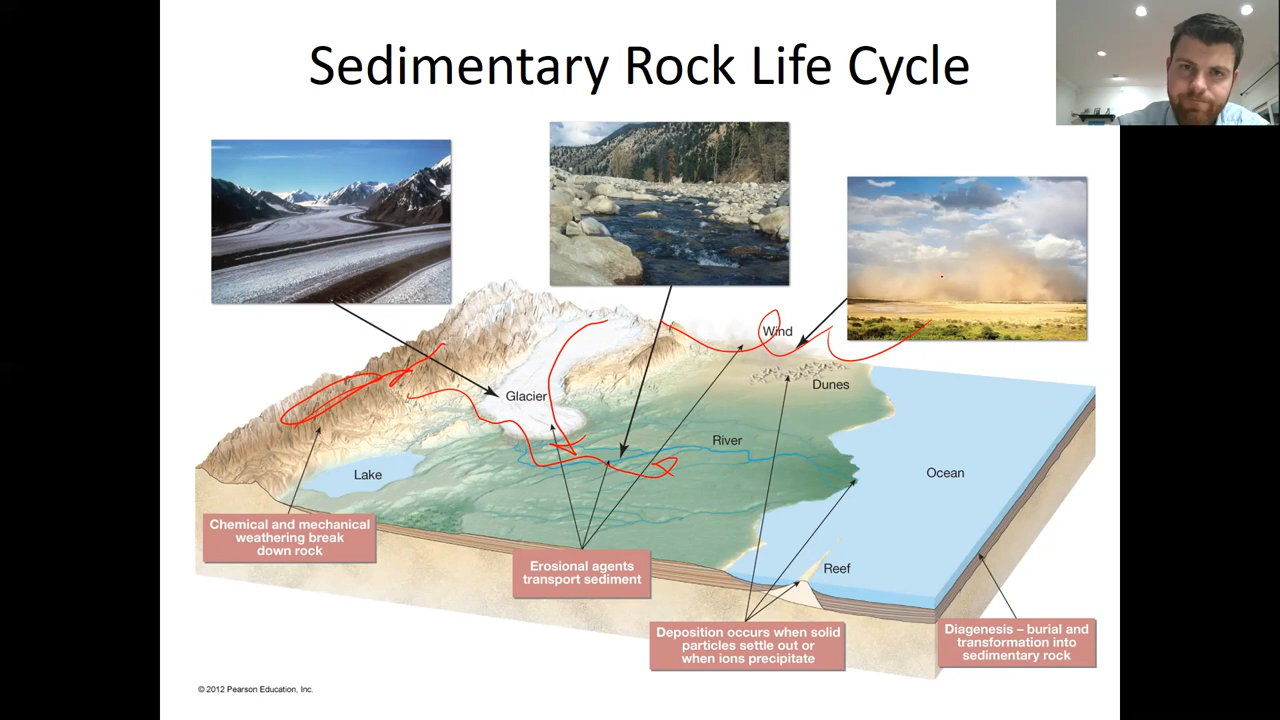 Sedimentary Rock Life Cycle
Wind
Dunes
Glacier
River
Lake
Ocean
Reef
Chemical and mechanical
weathering break
down rock
Erosional agents
transport sediment
Deposition occurs when solid
particles settle out or
when ions precipitate
Diagenesis – burial and
transformation into
sedimentary rock
© 2012 Pearson Education, Inc.